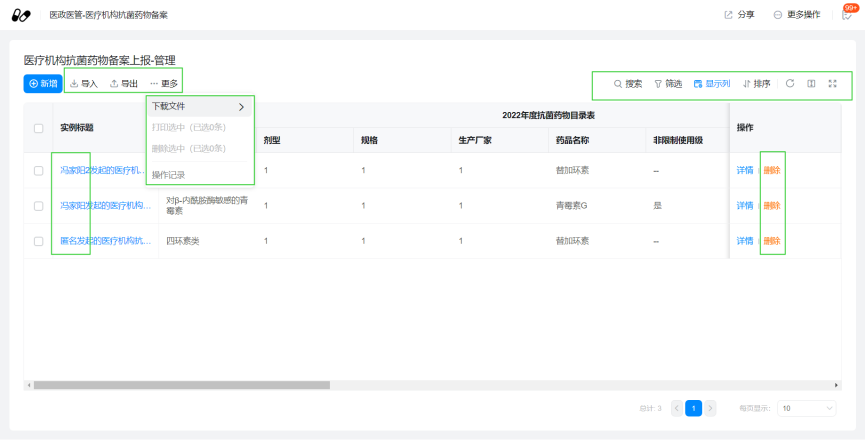 医政医管-医疗机构抗菌药物备案
分享 更多操作 99+
医疗机构抗菌药物备案上报-管理
新增 导入 导出 更多 搜索 筛选 显示列 排序
下载文件
打印选中（已选0条）
删除选中（已选0条）
操作记录
2022年度抗菌药物目录表
实例标题 剂型 规格 生产厂家 药品名称 非限制使用级 操作
冯家阳2发起的医疗机... 1 1 1 替加环素 -- 详情 删除
冯家阳发起的医疗机构... 对β-内酰胺酶敏感的青霉素 1 1 1 青霉素G 是 详情 删除
匿名发起的医疗机构抗... 四环素类 1 1 1 替加环素 -- 详情 删除
总计: 3 1 每页显示: 10